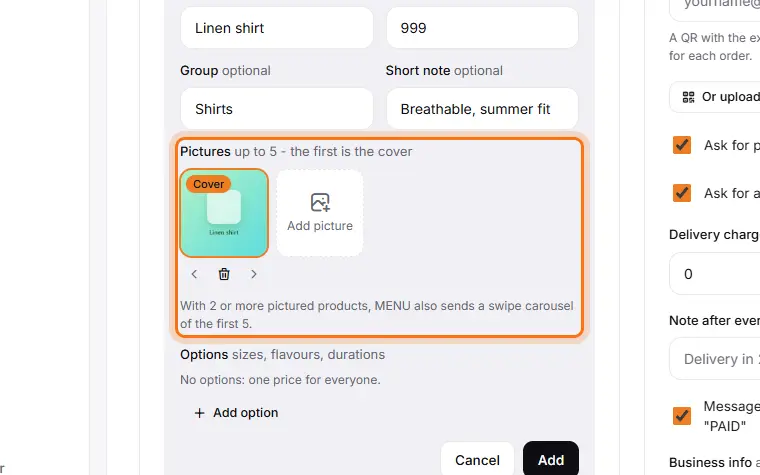 Linen shirt
999
Group optional
Short note optional
Shirts
Breathable, summer fit
Pictures up to 5 - the first is the cover
Cover
Linen shirt
Add picture
With 2 or more pictured products, MENU also sends a swipe carousel
of the first 5.
Options sizes, flavours, durations
No options: one price for everyone.
+ Add option
Cancel
Add
yourname@
A QR with the ex
for each order.
Or upload
Ask for p
Ask for a
Delivery charg
0
Note after ever
Delivery in
Message
"PAID"
Business info a
r